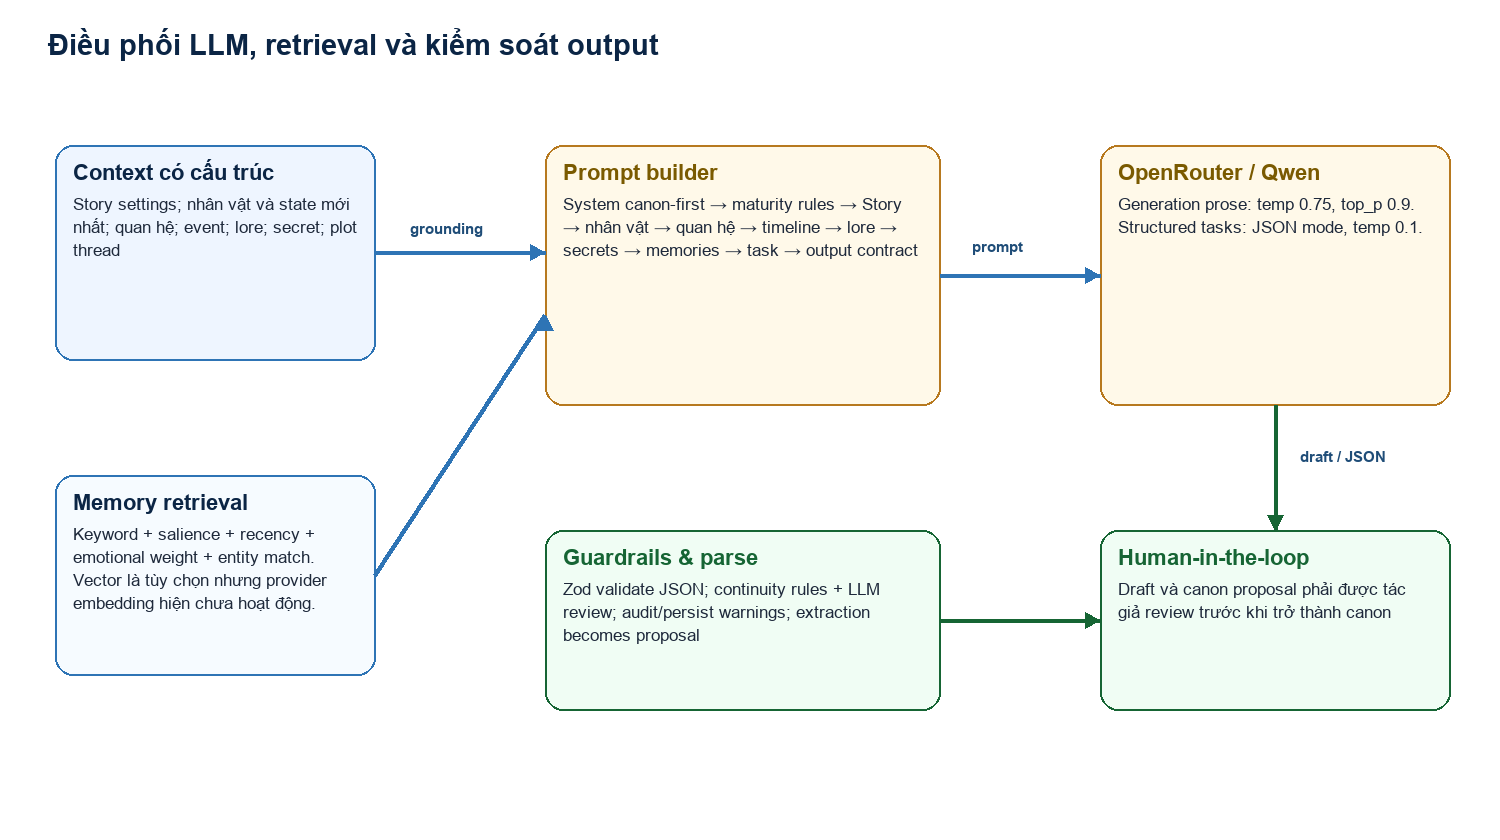 Điều phối LLM, retrieval và kiểm soát output
Context có cấu trúc
Story settings; nhân vật và state mới
nhất; quan hệ; event; lore; secret; plot
thread
grounding
Prompt builder
System canon-first → maturity rules → Story
→ nhân vật → quan hệ → timeline → lore →
secrets → memories → task → output contract
prompt
OpenRouter / Qwen
Generation prose: temp 0.75, top_p 0.9.
Structured tasks: JSON mode, temp 0.1.
draft / JSON
Memory retrieval
Keyword + salience + recency +
emotional weight + entity match.
Vector là tùy chọn nhưng provider
embedding hiện chưa hoạt động.
Guardrails & parse
Zod validate JSON; continuity rules + LLM
review; audit/persist warnings; extraction
becomes proposal
Human-in-the-loop
Draft và canon proposal phải được tác
giả review trước khi trở thành canon